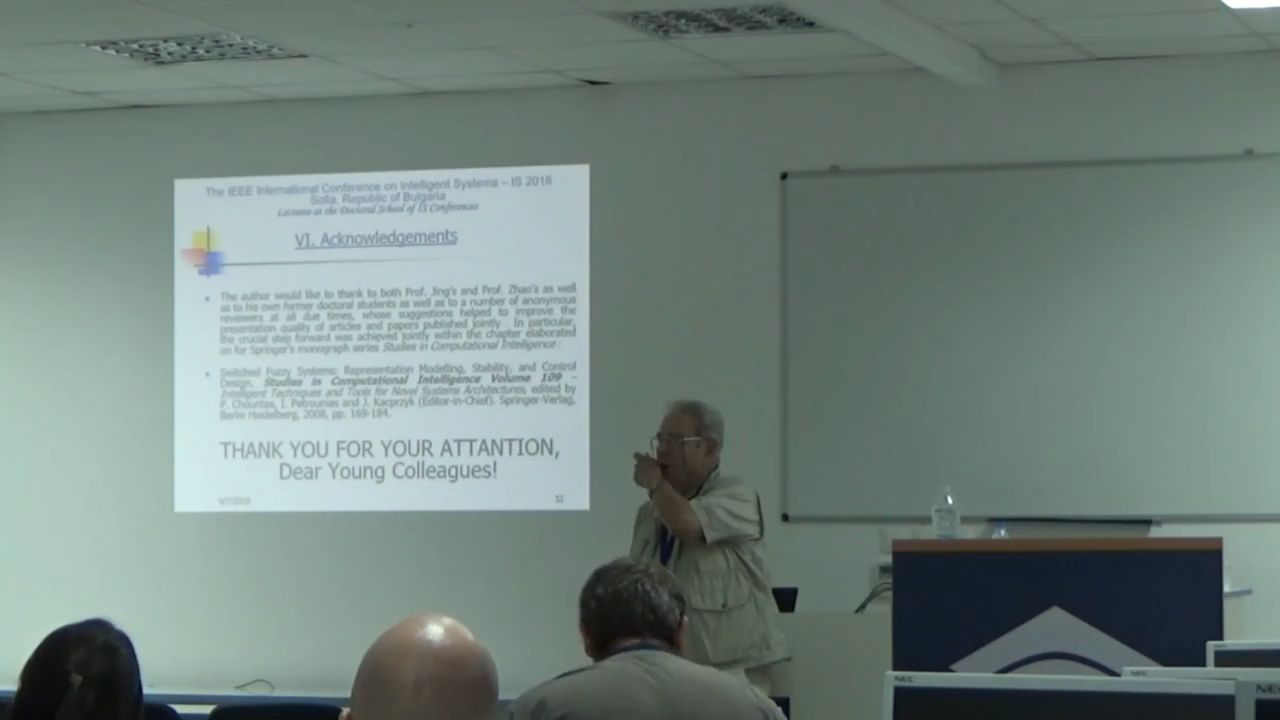 The IEEE International Conference on Intelligent Systems – IS 2016
Sofia, Republic of Bulgaria
Lectures at the Doctoral School of IS Conferences
VI. Acknowledgements
The author would like to thank to both Prof. Jing's and Prof. Zhao's as well
as to his own former doctoral students as well as to a number of anonymous
reviewers at all due times, whose suggestions helped to improve the
presentation quality of articles and papers published jointly . In particular,
the crucial step forward was achieved jointly within the chapter elaborated
on for Springer's monograph series Studies in Computational Intelligence :
Switched Fuzzy Systems: Representation Modelling, Stability, and Control
Design, Studies in Computational Intelligence Volume 109 –
Intelligent Techniques and Tools for Novel Systems Architectures, edited by
P. Chountas, I. Petrounias and J. Kacprzyk (Editor-in-Chief). Springer-Verlag,
Berlin Heidelberg, 2008, pp. 169-184.
THANK YOU FOR YOUR ATTANTION,
Dear Young Colleagues!
32
NEC
NEC
NEC